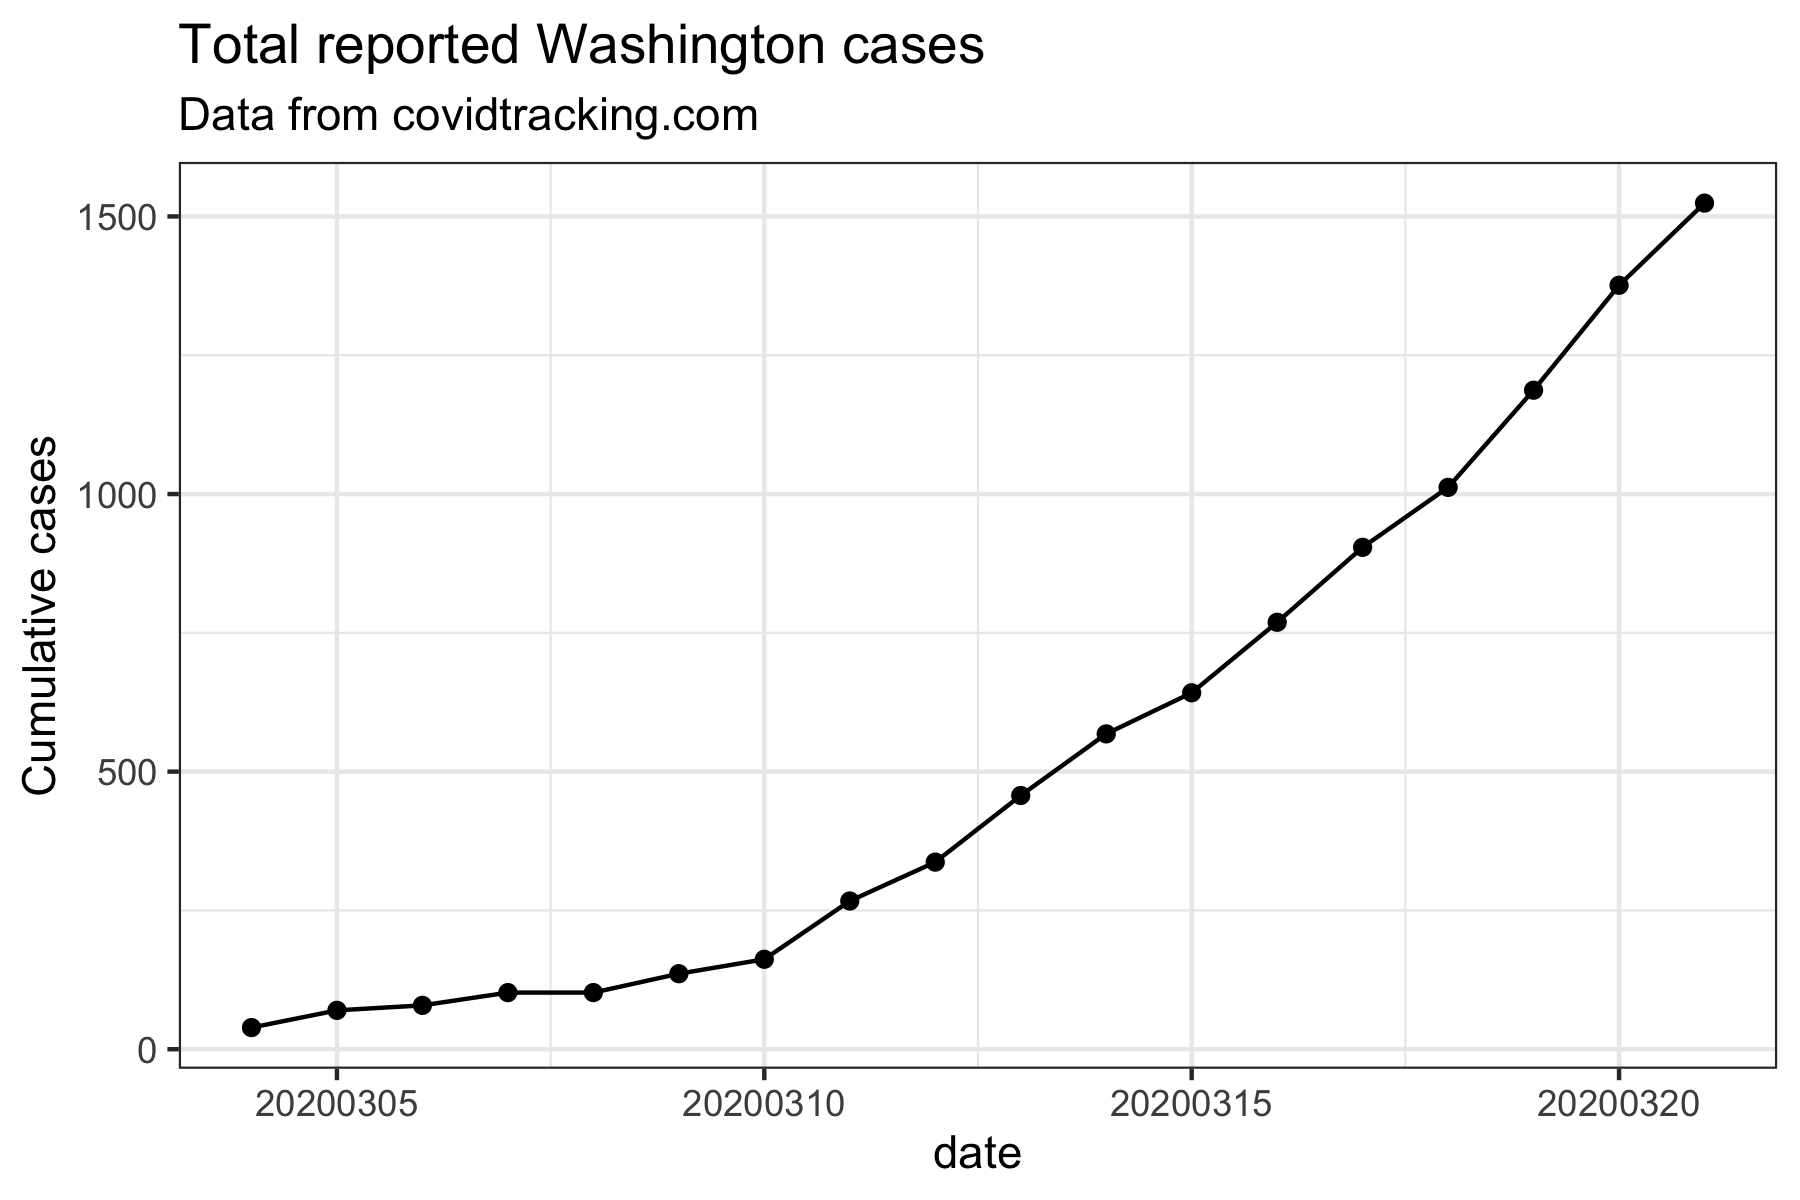 Total reported Washington cases
Data from covidtracking.com
1500
1000
500
0
Cumulative cases
20200305
20200310
20200315
20200320
date